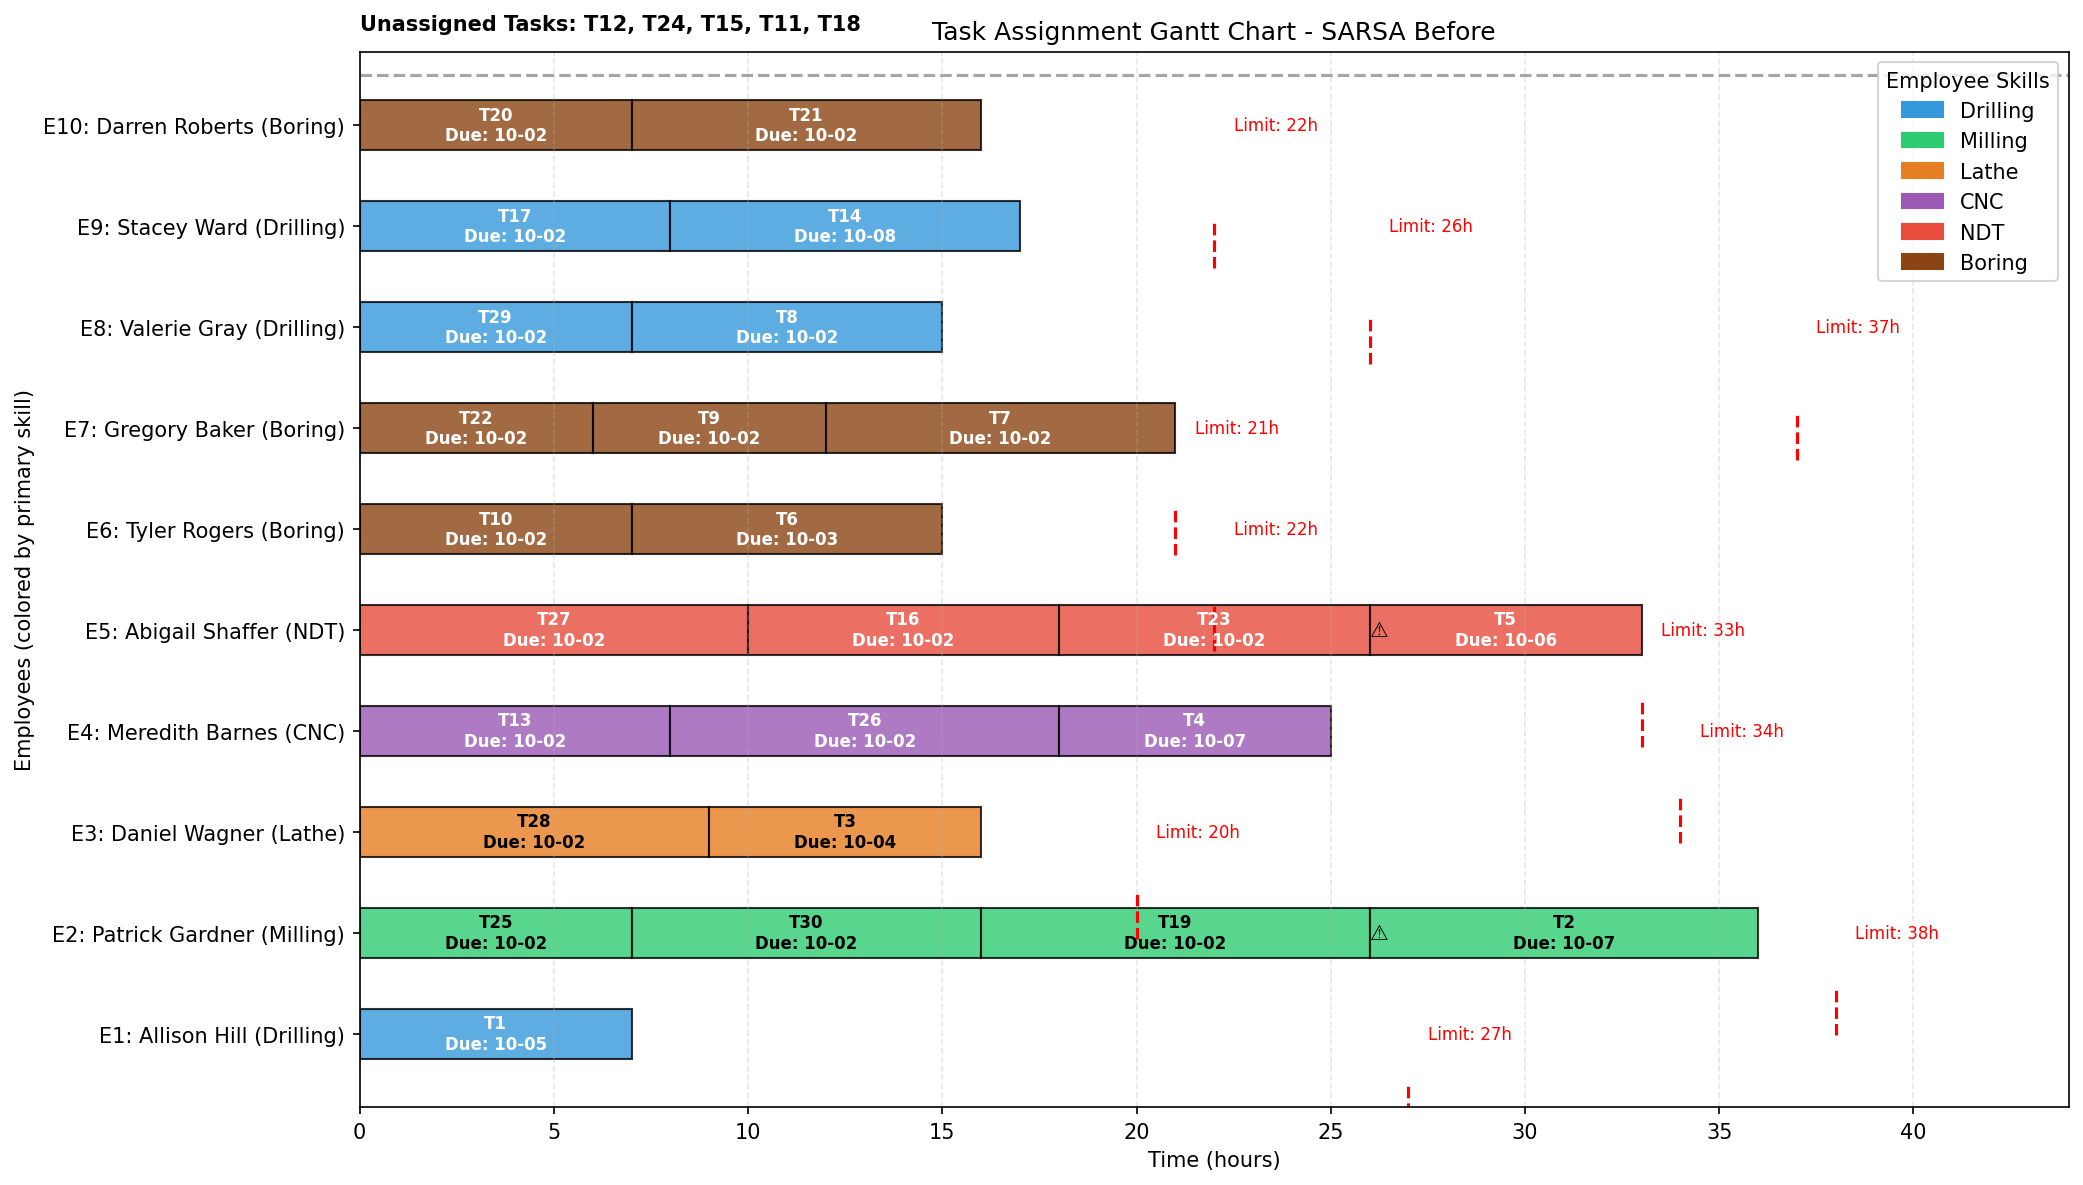 Unassigned Tasks: T12, T24, T15, T11, T18
Task Assignment Gantt Chart - SARSA Before
Employee Skills
Drilling
Milling
Lathe
CNC
NDT
Boring
Employees (colored by primary skill)
E10: Darren Roberts (Boring)
T20
Due: 10-02
T21
Due: 10-02
Limit: 22h
E9: Stacey Ward (Drilling)
T17
Due: 10-02
T14
Due: 10-08
Limit: 26h
E8: Valerie Gray (Drilling)
T29
Due: 10-02
T8
Due: 10-02
Limit: 37h
E7: Gregory Baker (Boring)
T22
Due: 10-02
T9
Due: 10-02
T7
Due: 10-02
Limit: 21h
E6: Tyler Rogers (Boring)
T10
Due: 10-02
T6
Due: 10-03
Limit: 22h
E5: Abigail Shaffer (NDT)
T27
Due: 10-02
T16
Due: 10-02
T23
Due: 10-02
⚠
T5
Due: 10-06
Limit: 33h
E4: Meredith Barnes (CNC)
T13
Due: 10-02
T26
Due: 10-02
T4
Due: 10-07
Limit: 34h
E3: Daniel Wagner (Lathe)
T28
Due: 10-02
T3
Due: 10-04
Limit: 20h
E2: Patrick Gardner (Milling)
T25
Due: 10-02
T30
Due: 10-02
T19
Due: 10-02
⚠
T2
Due: 10-07
Limit: 38h
E1: Allison Hill (Drilling)
T1
Due: 10-05
Limit: 27h
0 5 10 15 20 25 30 35 40
Time (hours)